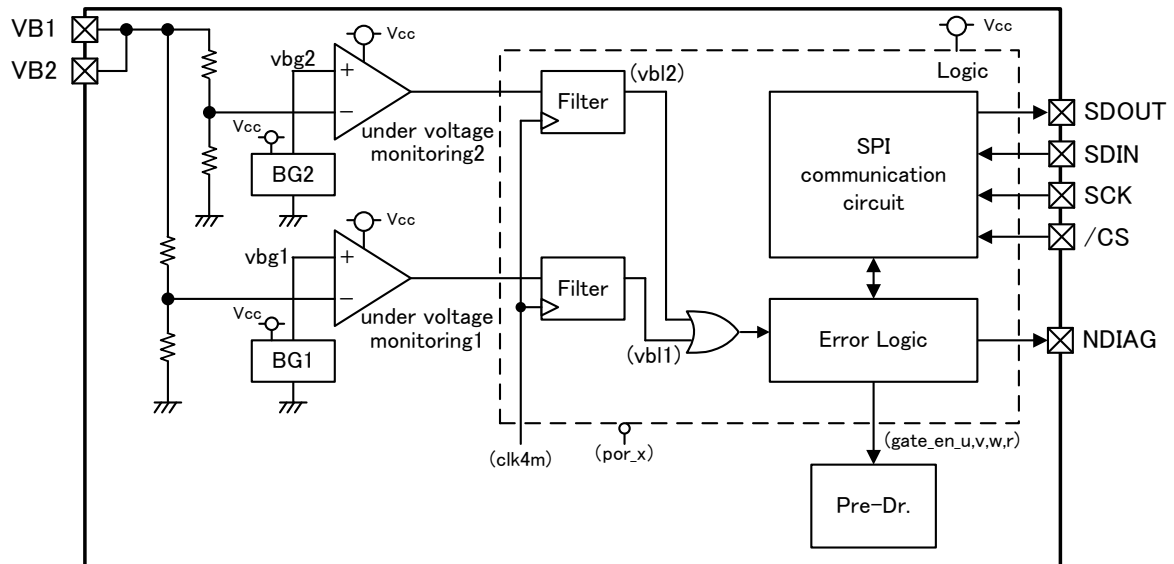 VB1
VB2
Vcc
Vcc
vbg2
+
−
(vbl2)
Logic
Filter
Vcc
BG2
under voltage
monitoring2
SPI
communication
circuit
SDOUT
SDIN
SCK
/CS
Vcc
vbg1
+
−
Filter
Vcc
BG1
under voltage
monitoring1
(vbl1)
Error Logic
NDIAG
(clk4m)
(por_x)
(gate_en_u,v,w,r)
Pre-Dr.